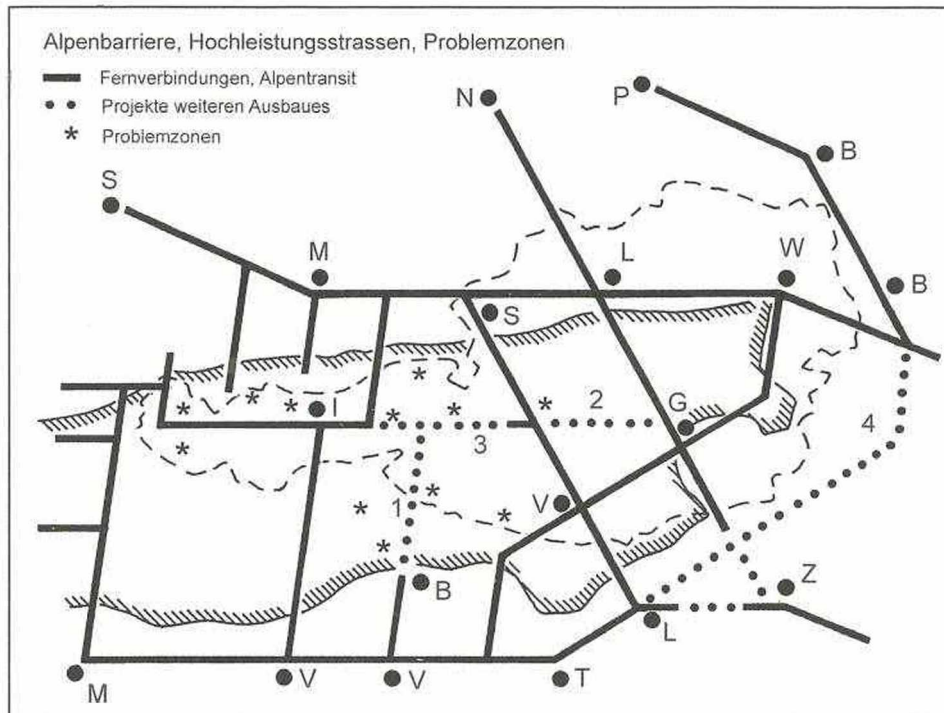 Alpenbarriere, Hochleistungsstrassen, Problemzonen
Fernverbindungen, Alpentransit
Projekte weiteren Ausbaues
* Problemzonen
N
P
B
S
M
L
W
B
S
I
2
G
3
4
V
1
B
Z
L
M
V
V
T